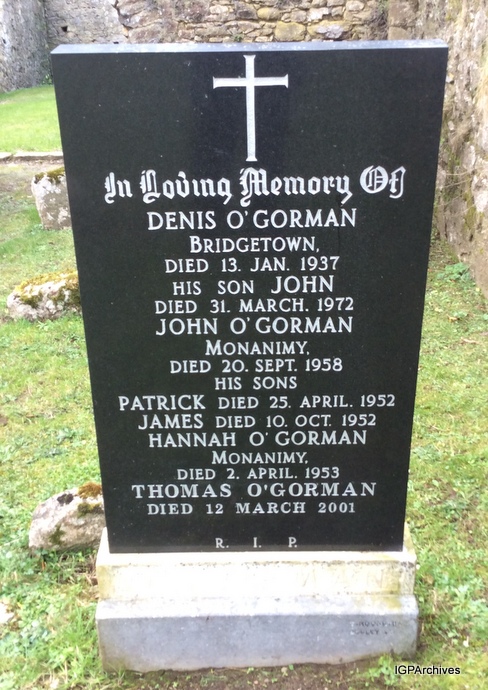 In Loving Memory Of
DENIS O'GORMAN
BRIDGETOWN,
DIED 13. JAN. 1937
HIS SON JOHN
DIED 31. MARCH. 1972
JOHN O'GORMAN
MONANIMY,
DIED 20. SEPT. 1958
HIS SONS
PATRICK DIED 25. APRIL. 1952
JAMES DIED 10. OCT. 1952
HANNAH O'GORMAN
MONANIMY,
DIED 2. APRIL. 1953
THOMAS O'GORMAN
DIED 12 MARCH 2001
R. I. P.
IGPArchives